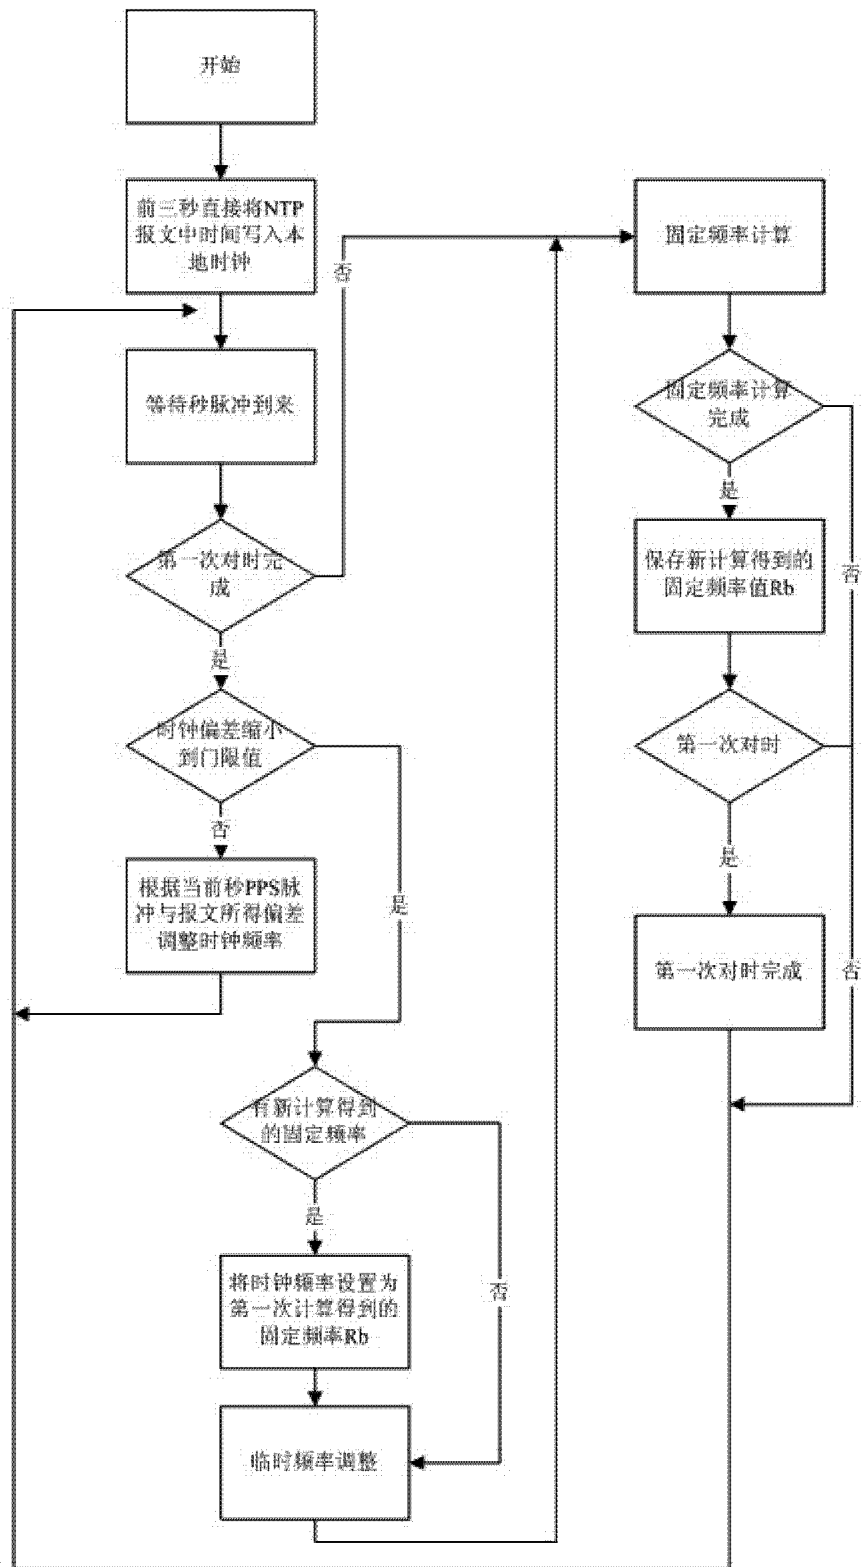 开始
前三秒直接将NTP
报文中时间写入本
地时钟
等待秒脉冲到来
第一次对时完
成
是
否
时钟偏差缩小
到门限值
否
是
根据当前秒PPS脉
冲与报文所得偏差
调整时钟频率
有新计算得到
的固定频率
是
否
将时钟频率设置为
第一次计算得到的
固定频率Rb
临时频率调整
固定频率计算
固定频率计算
完成
是
否
保存新计算得到的
固定频率值Rb
第一次对时
是
否
第一次对时完成